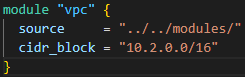 module "vpc" {
  source     = "../../modules/"
  cidr_block = "10.2.0.0/16"
}